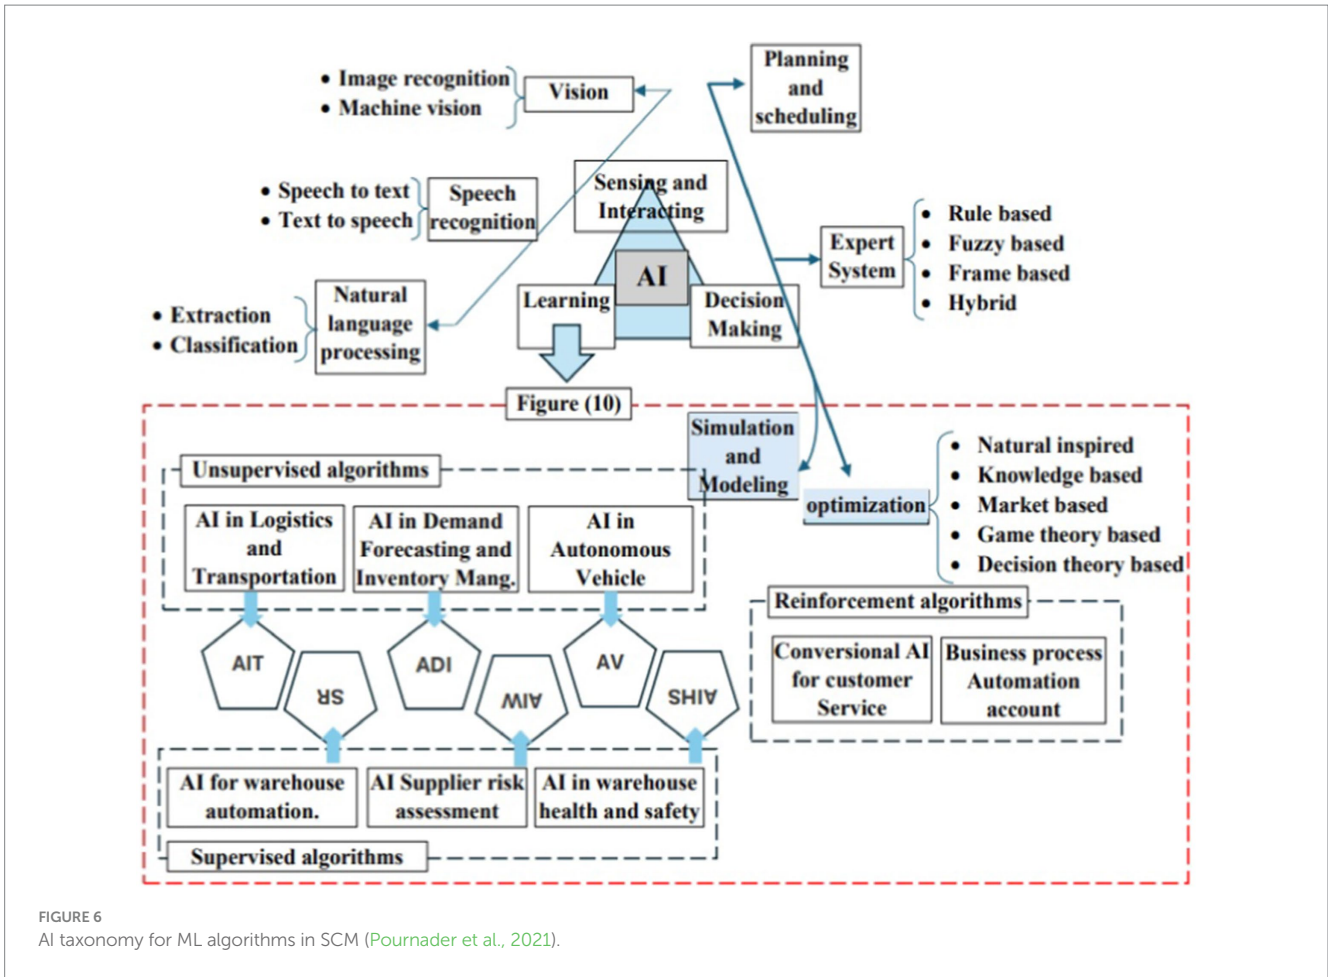 Planning
and
scheduling
• Image recognition
• Machine vision
Vision
Sensing and
Interacting
• Speech to text
• Text to speech
Speech
recognition
Expert
System
• Rule based
• Fuzzy based
• Frame based
• Hybrid
AI
Learning
Decision
Making
Natural
language
processing
• Extraction
• Classification
Figure (10)
Simulation
and
Modeling
optimization
• Natural inspired
• Knowledge based
• Market based
• Game theory based
• Decision theory based
Unsupervised algorithms
AI in Logistics
and
Transportation
AI in Demand
Forecasting and
Inventory Mang.
AI in
Autonomous
Vehicle
Reinforcement algorithms
Conversional AI
for customer
Service
Business process
Automation
account
AIT
SR
ADI
AIW
AV
AIHS
AI for warehouse
automation.
AI Supplier risk
assessment
AI in warehouse
health and safety
Supervised algorithms
FIGURE 6
AI taxonomy for ML algorithms in SCM (Pournader et al., 2021).